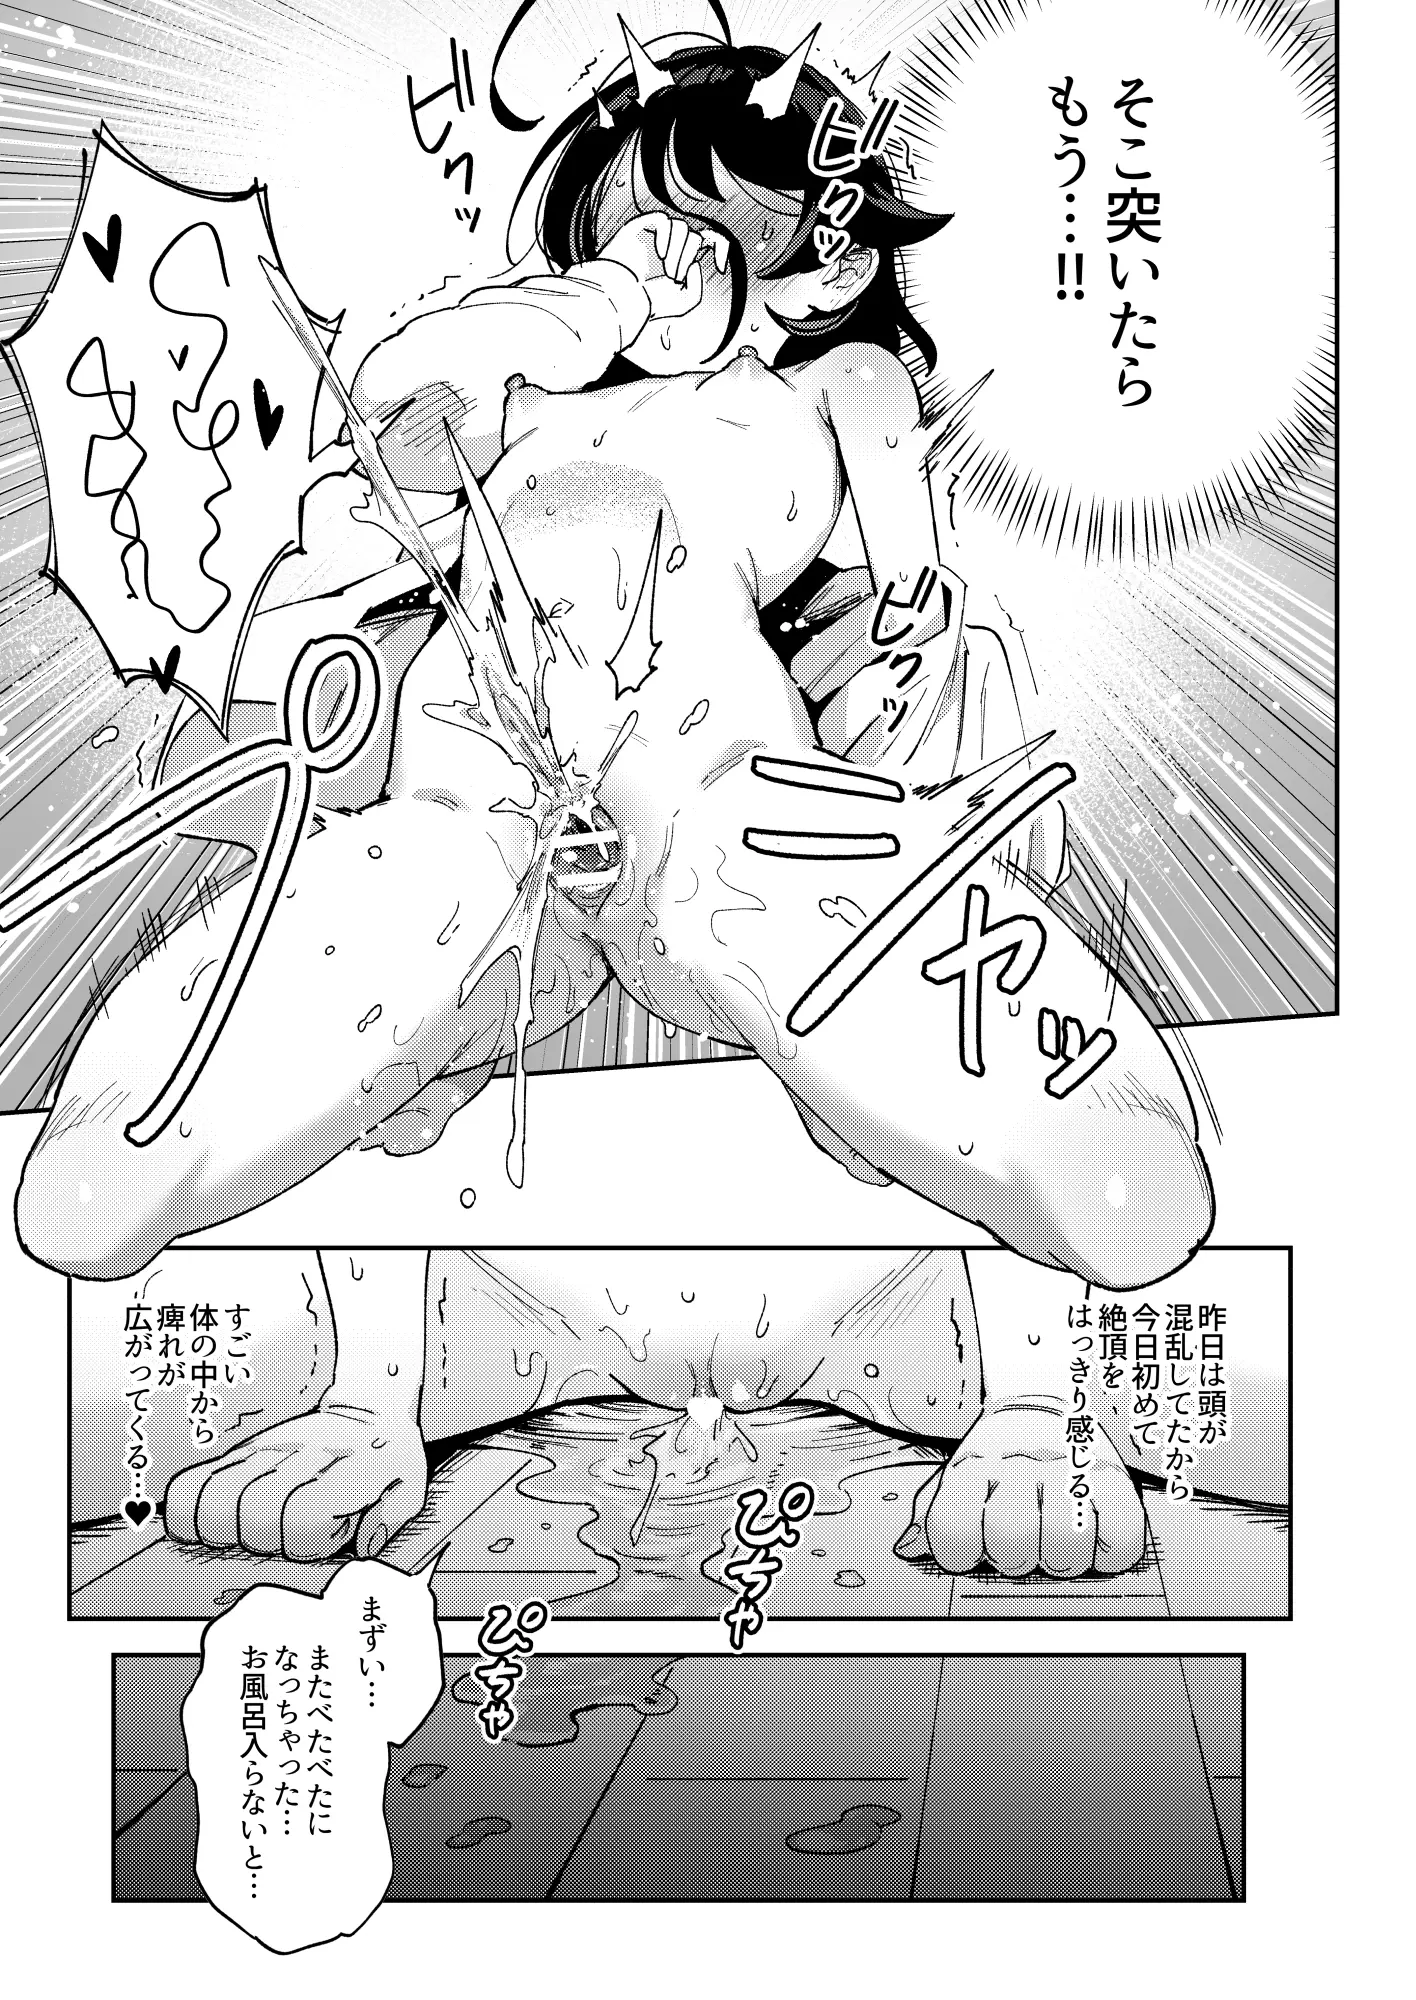 そこ突いたら
もう…!!
ビクッ
ビクッ
ビクッ
プシャッ
昨日は頭が
混乱してたから
今日初めて
絶頂を
はっきり感じる…
すごい
体の中から
痺れが
広がってくる…♥
ぴちゃ
ぴちゃ
まずい…
またべたべたに
なっちゃった…
お風呂入らないと…